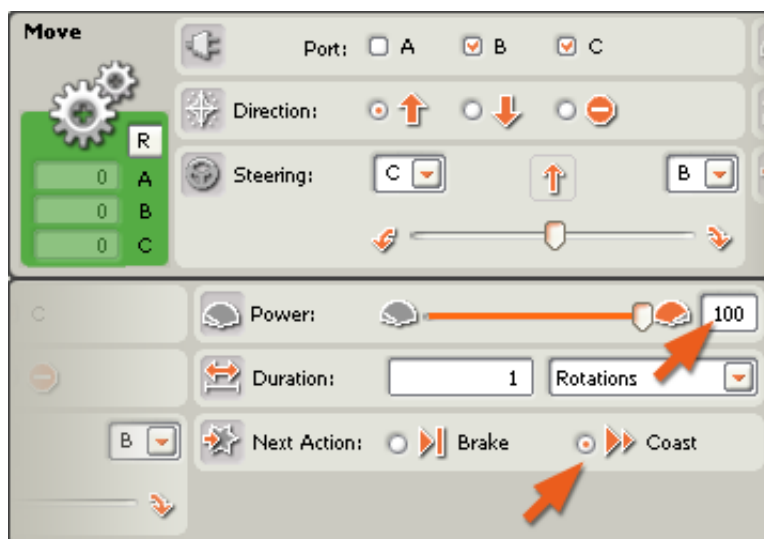 Move
Port: A B C
Direction:
R
Steering: C B
0 A
0 B
0 C
C Power: 100
Duration: 1 Rotations
B Next Action: Brake Coast